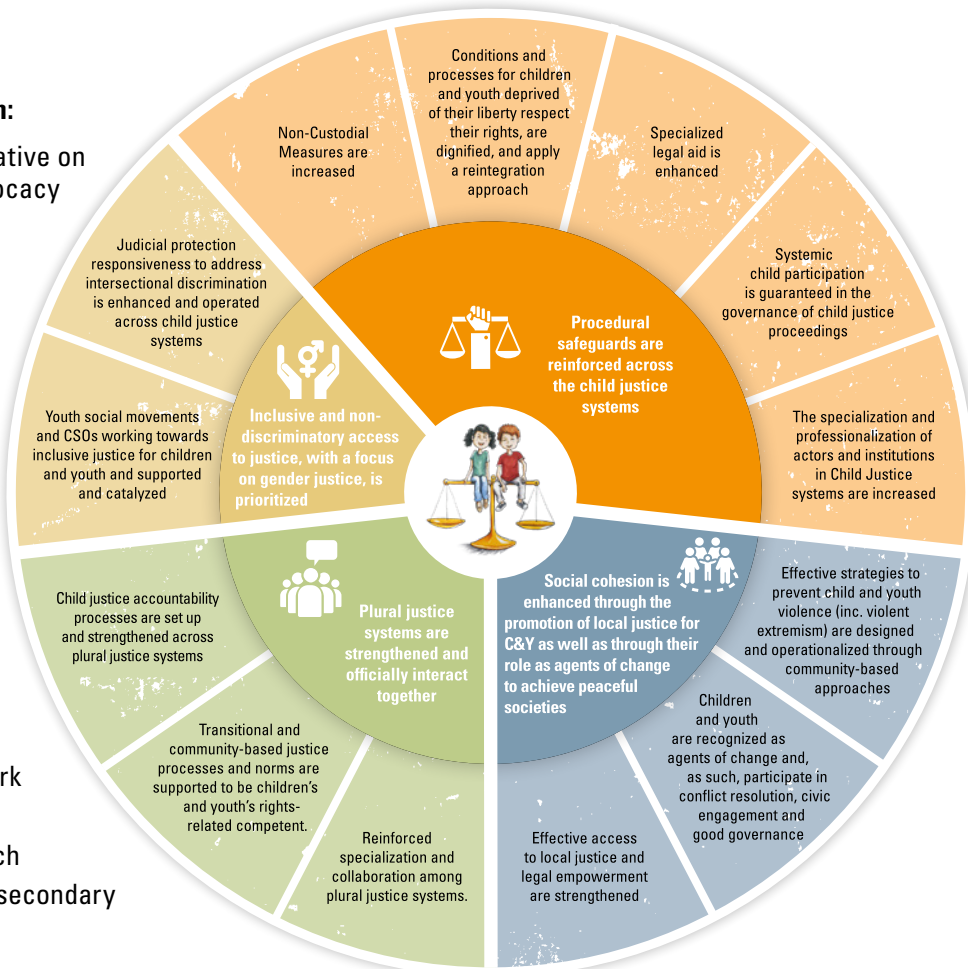 n:
ative on
ocacy
Conditions and
processes for children
and youth deprived
of their liberty respect
their rights, are
dignified, and apply
a reintegration
approach
Non-Custodial
Measures are
increased
Specialized
legal aid is
enhanced
Systemic
child participation
is guaranteed in the
governance of child justice
proceedings
The specialization and
professionalization of
actors and institutions
in Child Justice
systems are increased
Judicial protection
responsiveness to address
intersectional discrimination
is enhanced and operated
across child justice
systems
Youth social movements
and CSOs working towards
inclusive justice for children
and youth and supported
and catalyzed
Procedural
safeguards are
reinforced across
the child justice
systems
Inclusive and non-
discriminatory access
to justice, with a focus
on gender justice, is
prioritized
Plural justice
systems are
strengthened and
officially interact
together
Social cohesion is
enhanced through the
promotion of local justice for
C&Y as well as through their
role as agents of change
to achieve peaceful
societies
Child justice accountability
processes are set up
and strengthened across
plural justice systems
Transitional and
community-based justice
processes and norms are
supported to be children's
and youth's rights-
related competent.
Reinforced
specialization and
collaboration among
plural justice systems.
Effective access
to local justice and
legal empowerment
are strengthened
Children
and youth
are recognized as
agents of change and,
as such, participate in
conflict resolution, civic
engagement and
good governance
Effective strategies to
prevent child and youth
violence (inc. violent
extremism) are designed
and operationalized through
community-based
approaches
rk
ch
secondary